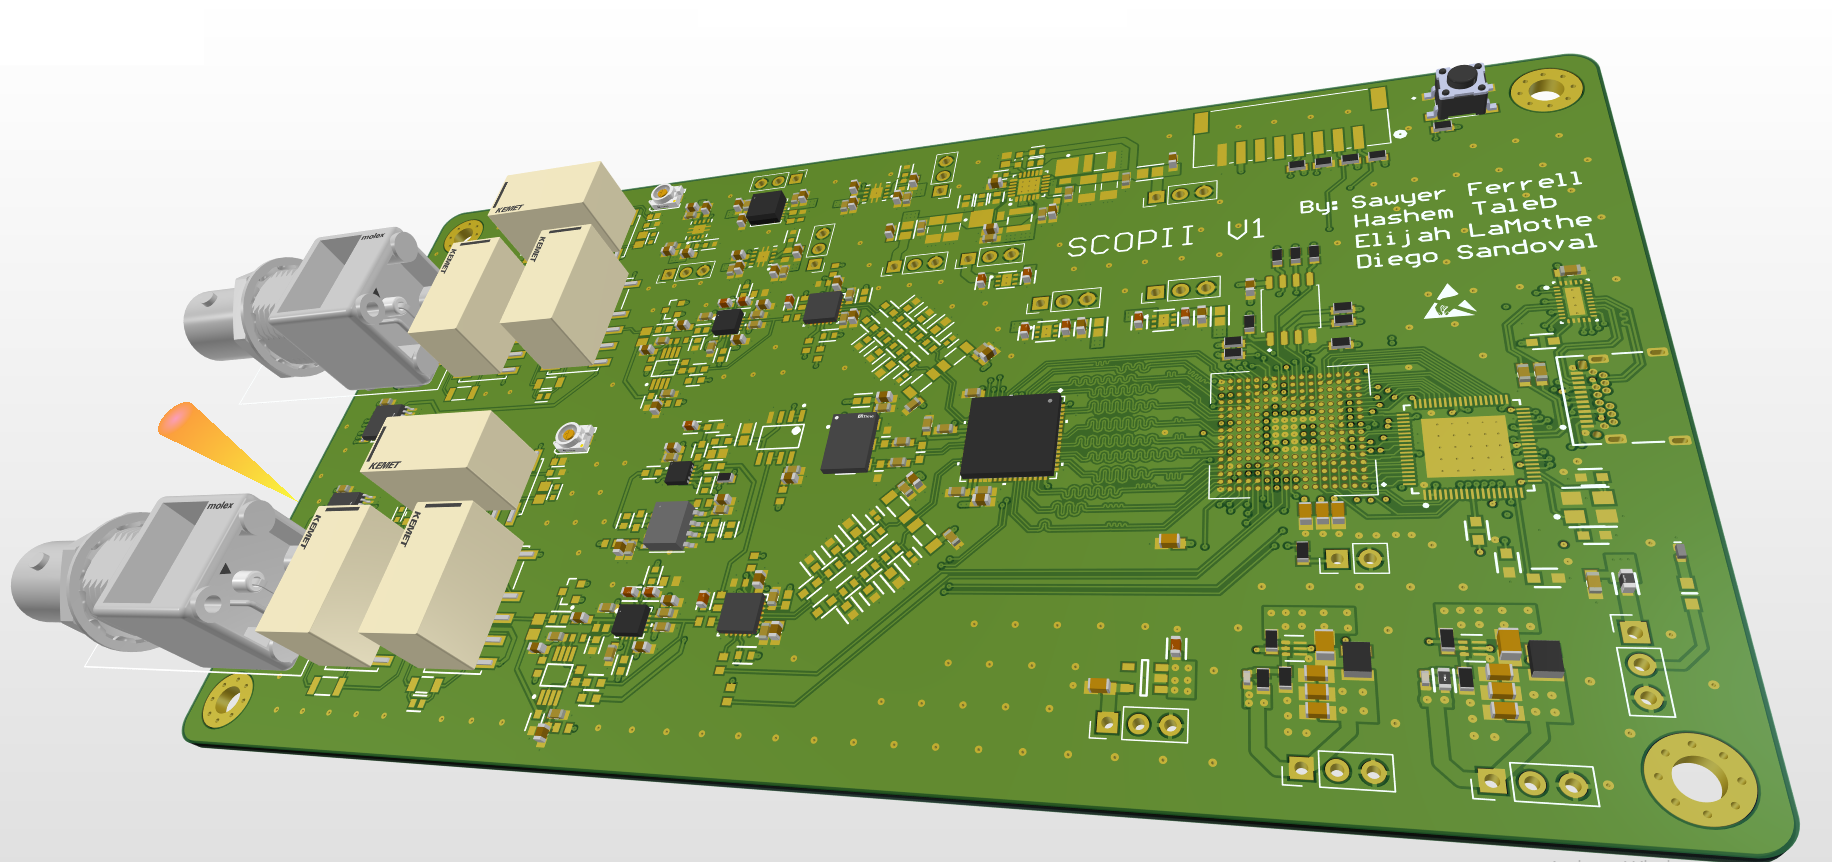 KEMET
molex
KEMET
KEMET
SCOPII V1
By: Sawyer Ferrell
Hashem Taleb
Elijah LaMothe
Diego Sandoval
KEMET
molex
KEMET
KEMET